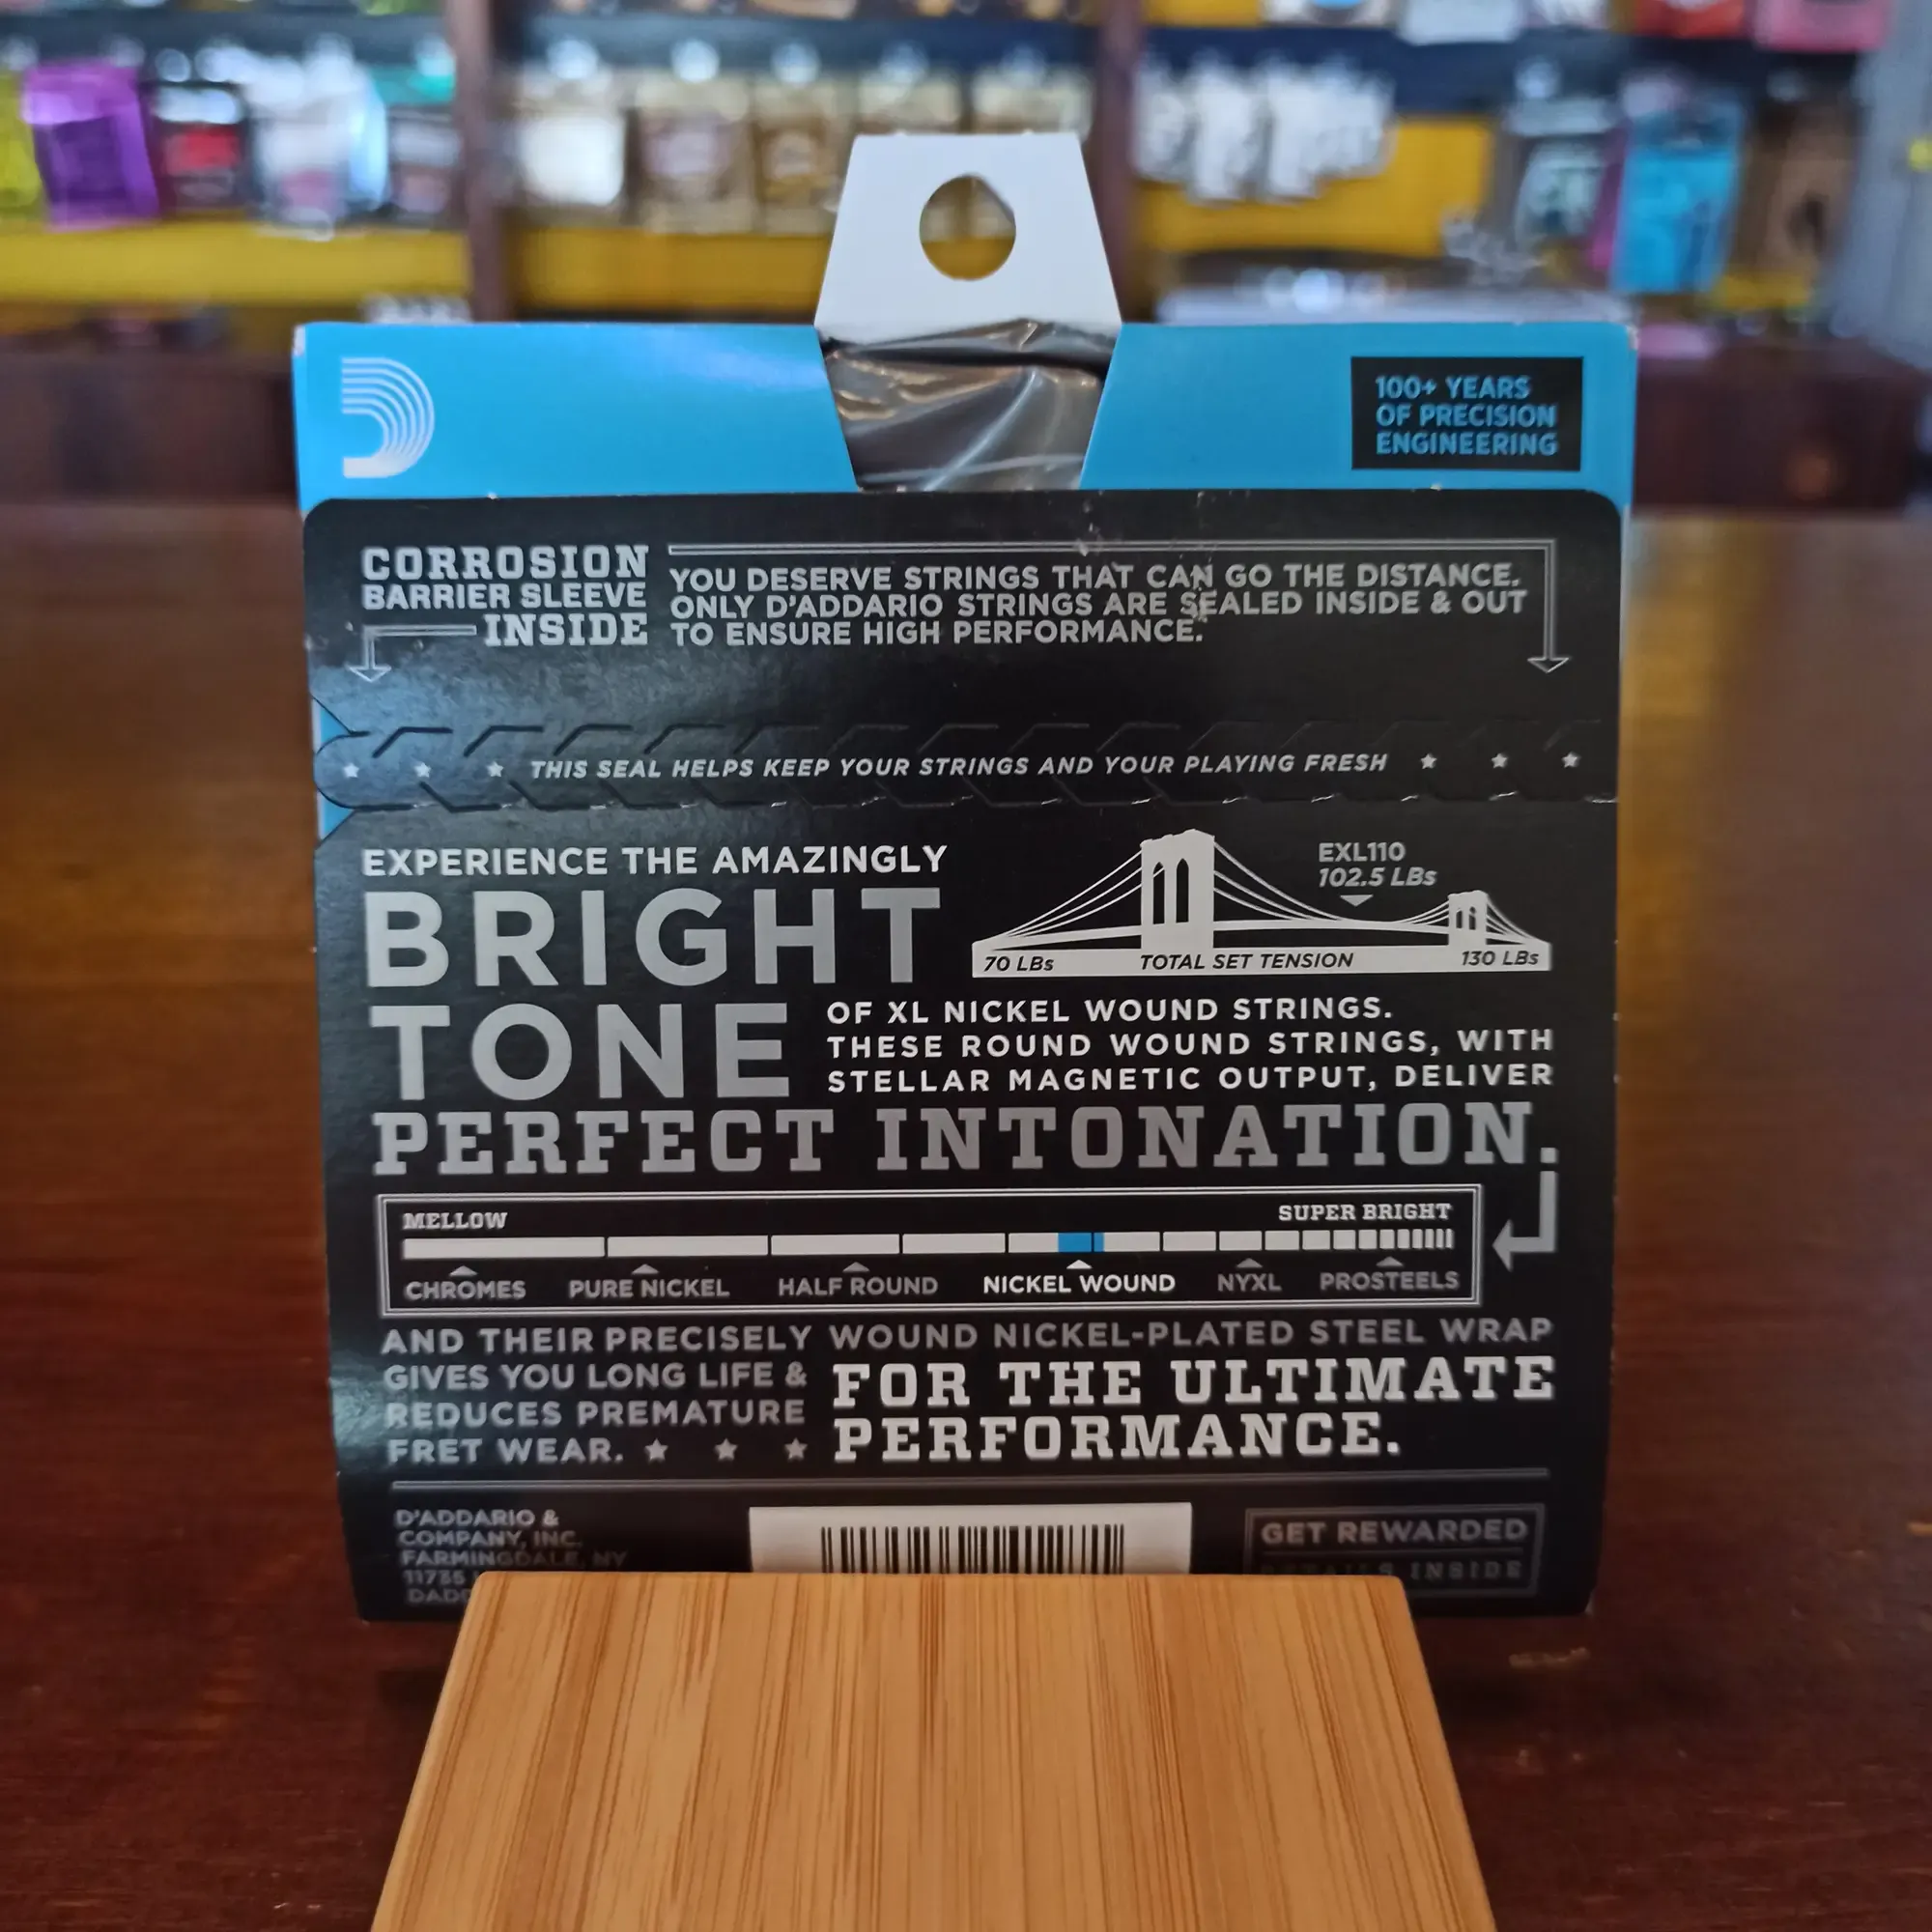 100+ YEARS
OF PRECISION
ENGINEERING
CORROSION
BARRIER SLEEVE
INSIDE
YOU DESERVE STRINGS THAT CAN GO THE DISTANCE.
ONLY D'ADDARIO STRINGS ARE SEALED INSIDE & OUT
TO ENSURE HIGH PERFORMANCE.
THIS SEAL HELPS KEEP YOUR STRINGS AND YOUR PLAYING FRESH
EXPERIENCE THE AMAZINGLY
BRIGHT
TONE
EXL110
102.5 LBs
70 LBs TOTAL SET TENSION 130 LBs
OF XL NICKEL WOUND STRINGS.
THESE ROUND WOUND STRINGS, WITH
STELLAR MAGNETIC OUTPUT, DELIVER
PERFECT INTONATION.
MELLOW SUPER BRIGHT
CHROMES PURE NICKEL HALF ROUND NICKEL WOUND NYXL PROSTEELS
AND THEIR PRECISELY WOUND NICKEL-PLATED STEEL WRAP
GIVES YOU LONG LIFE &
REDUCES PREMATURE
FRET WEAR.
FOR THE ULTIMATE
PERFORMANCE.
D'ADDARIO &
COMPANY, INC.
FARMINGDALE, NY
11735
GET REWARDED
INSIDE